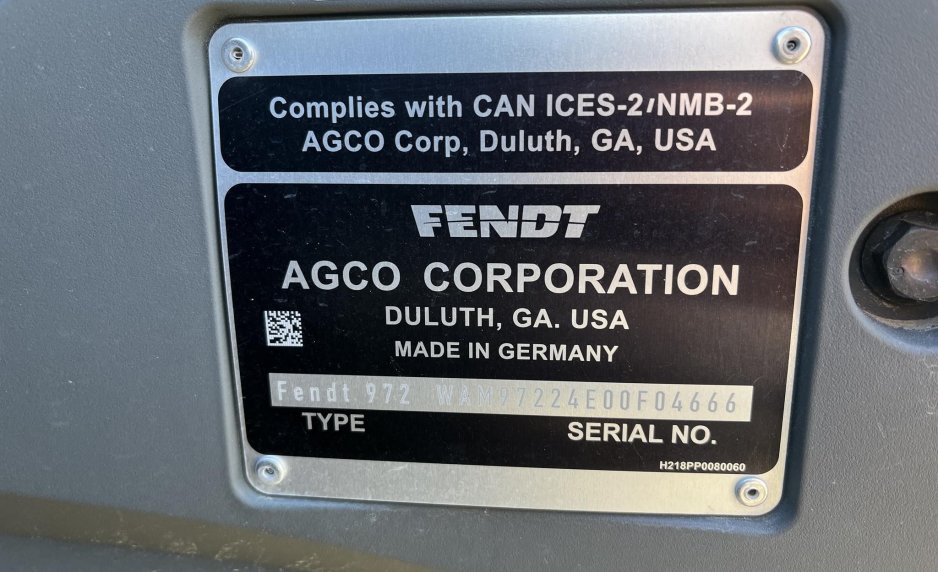 Complies with CAN ICES-2/NMB-2
AGCO Corp, Duluth, GA, USA
FENDT
AGCO CORPORATION
DULUTH, GA. USA
MADE IN GERMANY
Fendt 972 WAM97224E00F04666
TYPE SERIAL NO.
H218PP0080060